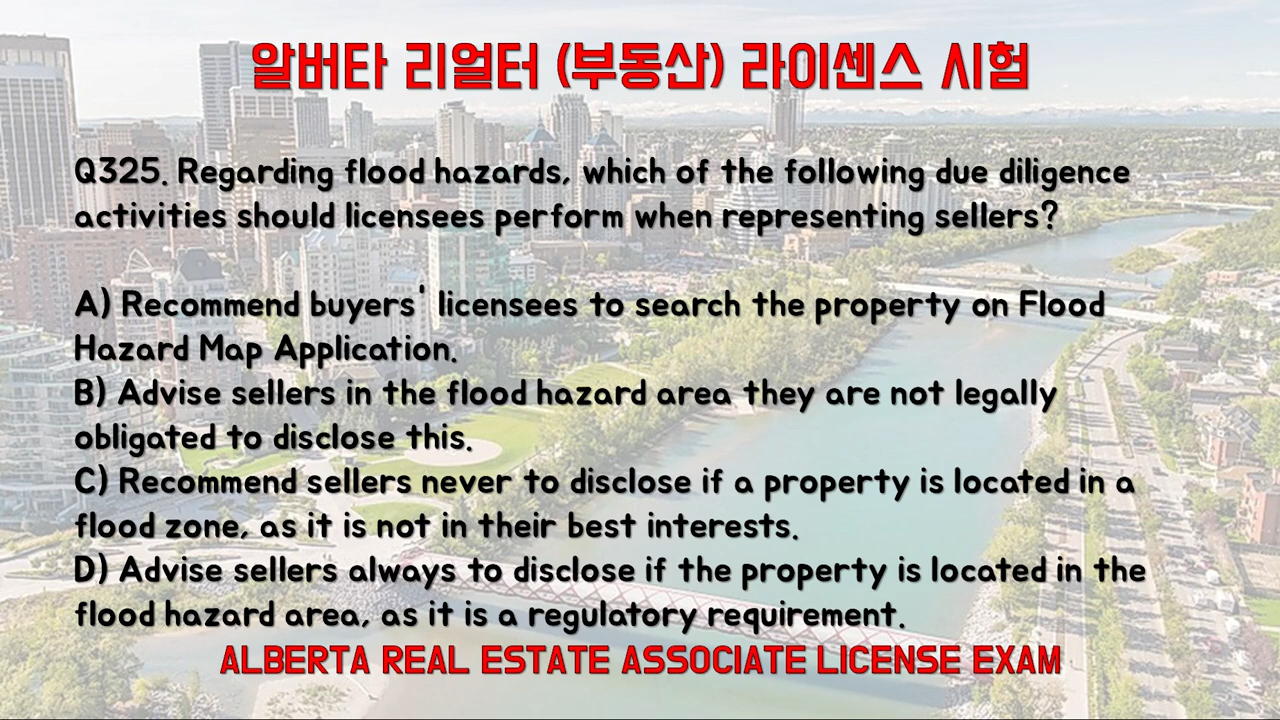 알버타 리얼터 (부동산) 라이센스 시험
Q325. Regarding flood hazards, which of the following due diligence
activities should licensees perform when representing sellers?
A) Recommend buyers' licensees to search the property on Flood
Hazard Map Application.
B) Advise sellers in the flood hazard area they are not legally
obligated to disclose this.
C) Recommend sellers never to disclose if a property is located in a
flood zone, as it is not in their best interests.
D) Advise sellers always to disclose if the property is located in the
flood hazard area, as it is a regulatory requirement.
ALBERTA REAL ESTATE ASSOCIATE LICENSE EXAM